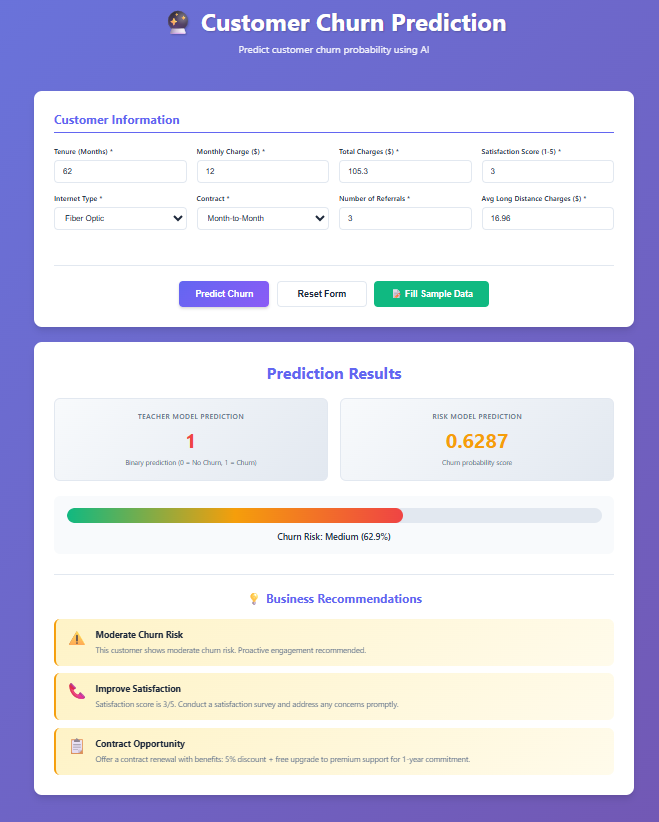 Customer Churn Prediction
Predict customer churn probability using AI
Customer Information
Tenure (Months) * Monthly Charge ($) * Total Charges ($) * Satisfaction Score (1-5) *
62 12 105.3 3
Internet Type * Contract * Number of Referrals * Avg Long Distance Charges ($) *
Fiber Optic Month-to-Month 3 16.96
Predict Churn Reset Form Fill Sample Data
Prediction Results
TEACHER MODEL PREDICTION RISK MODEL PREDICTION
1 0.6287
Binary prediction (0 = No Churn, 1 = Churn) Churn probability score
Churn Risk: Medium (62.9%)
Business Recommendations
Moderate Churn Risk
This customer shows moderate churn risk. Proactive engagement recommended.
Improve Satisfaction
Satisfaction score is 3/5. Conduct a satisfaction survey and address any concerns promptly.
Contract Opportunity
Offer a contract renewal with benefits: 5% discount + free upgrade to premium support for 1-year commitment.